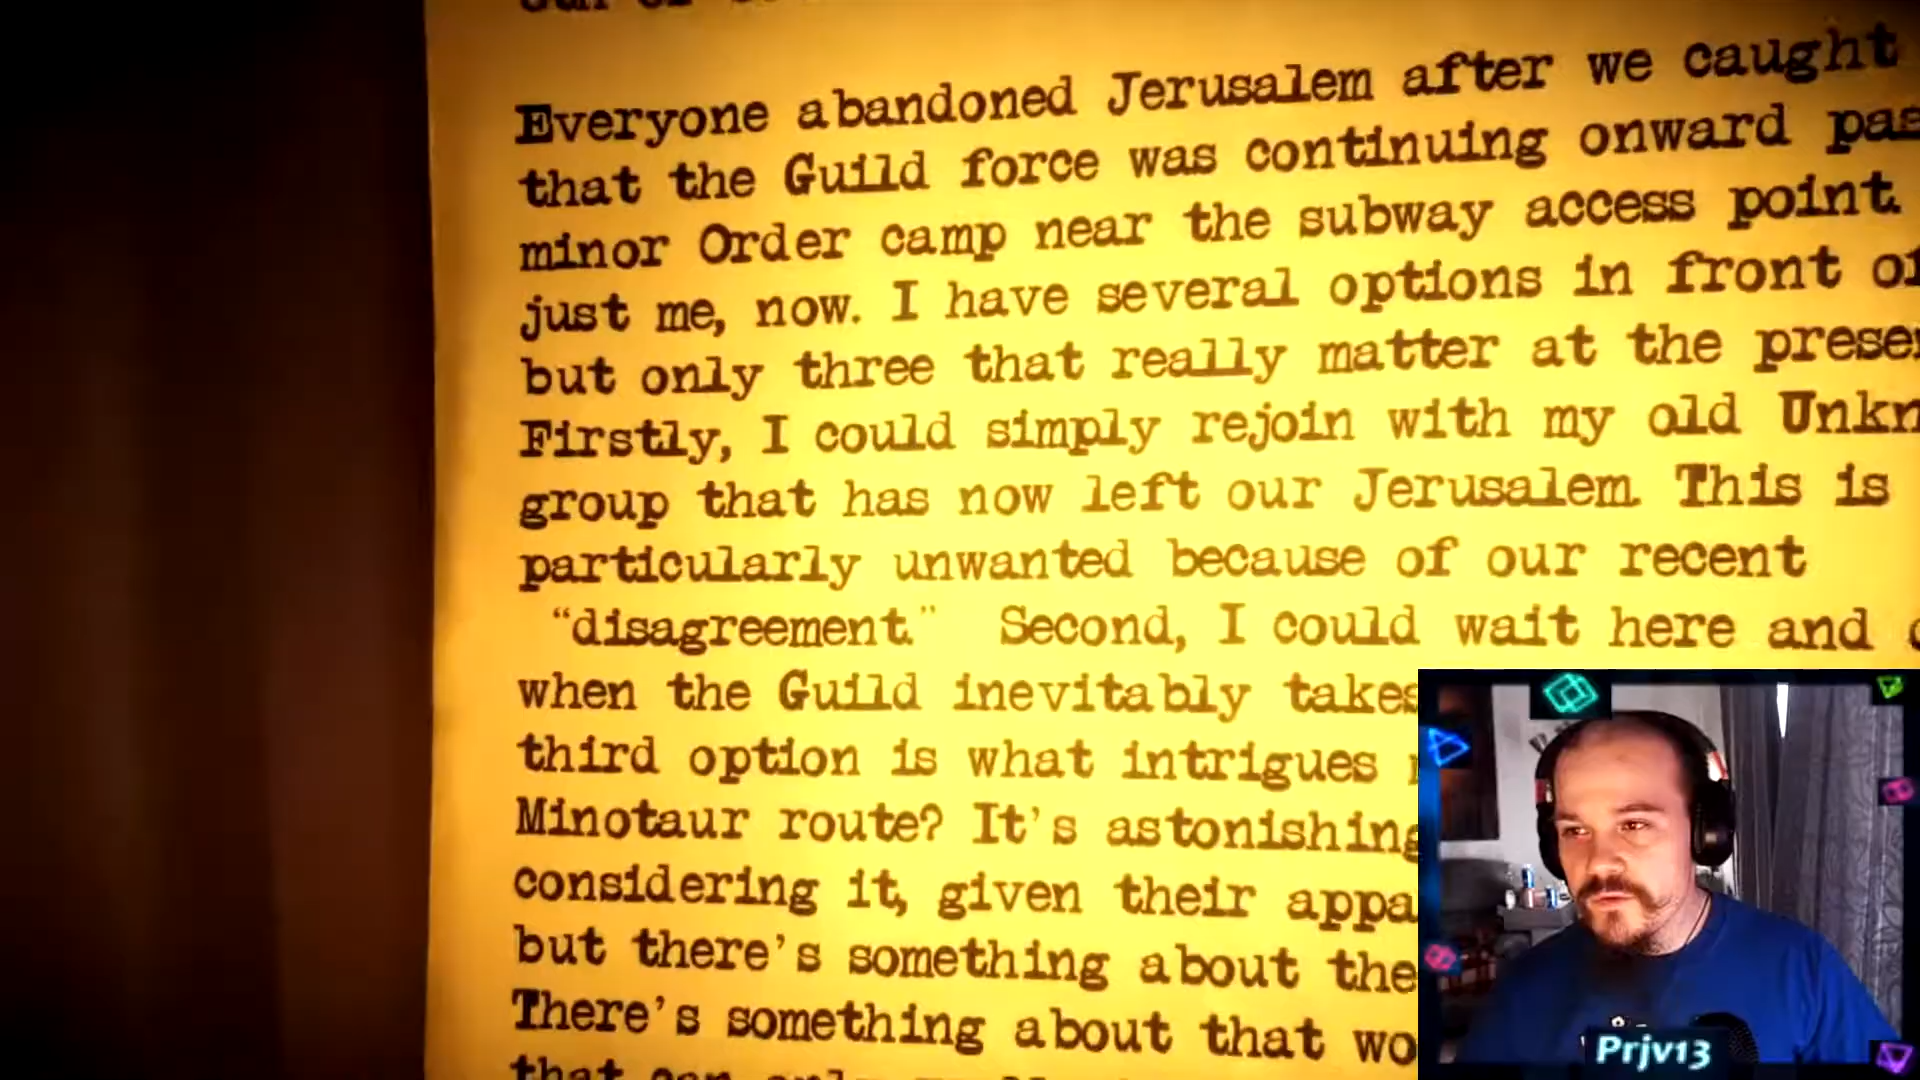 Everyone abandoned Jerusalem after we caught
that the Guild force was continuing onward
minor Order camp near the subway access point.
just me, now. I have several options in front
but only three that really matter at the
Firstly, I could simply rejoin with my old
group that has now left our Jerusalem. This is
particularly unwanted because of our recent
“disagreement.” Second, I could wait here and
when the Guild inevitably takes
third option is what intrigues
Minotaur route? It's astonishing
considering it, given their
but there's something about the
There's something about that
Prjv13